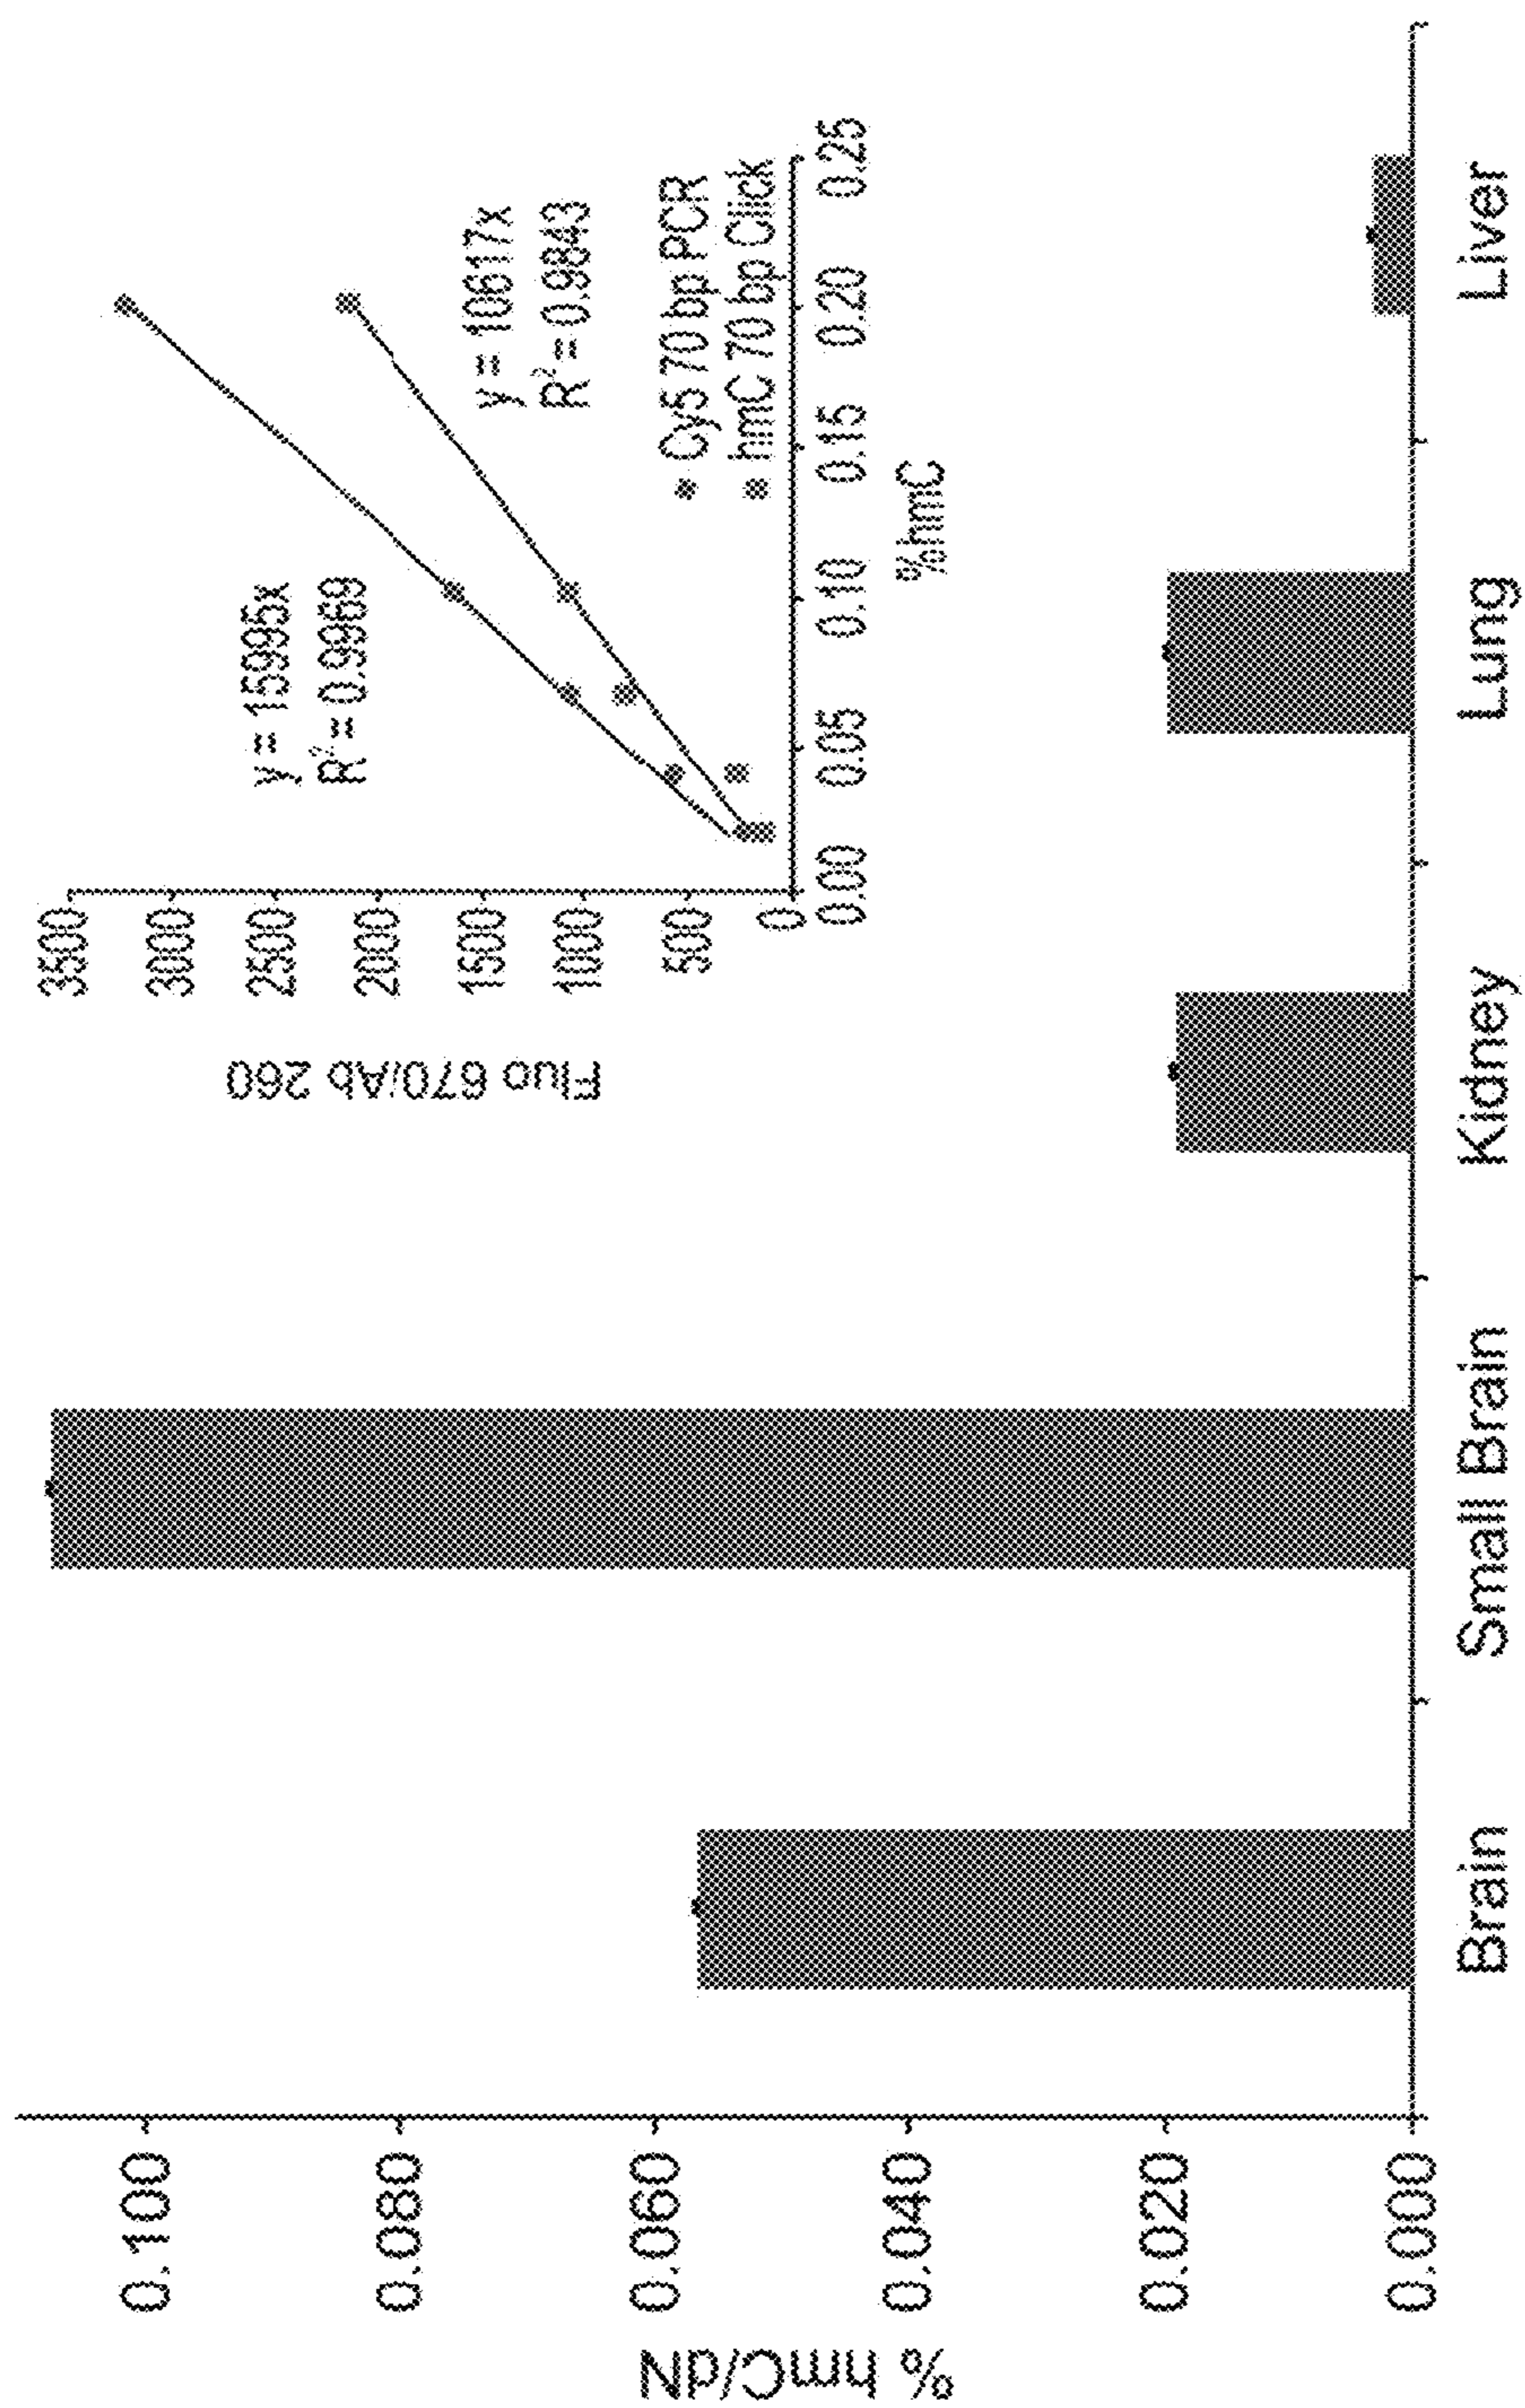 % hmC/dN
0.100
0.080
0.060
0.040
0.020
0.000
Brain
Small Brain
Kidney
Lung
Liver
Fluo 670/Ab 260
3500
3000
2500
2000
1500
1000
500
0
0.00
0.05
0.10
0.15
0.20
0.25
%hmC
y = 15995x
R² = 0.9969
y = 10617x
R² = 0.9843
Cy5 70 bp PCR
hmC 70 bp Click